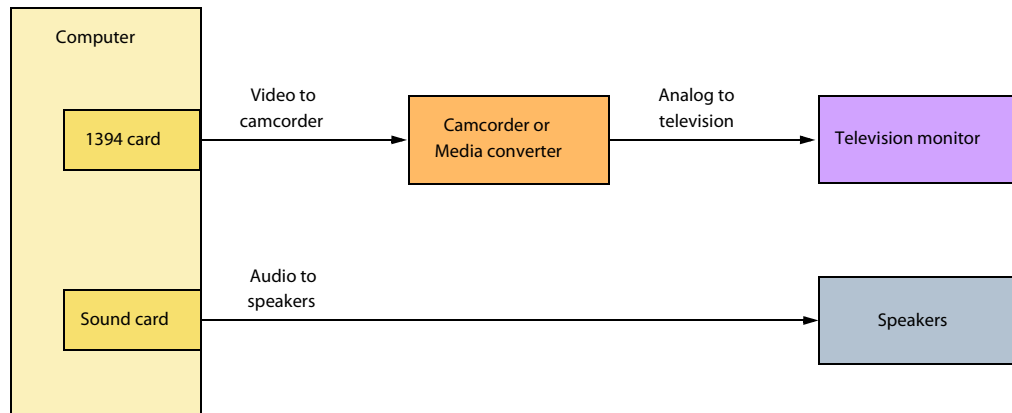 Computer
1394 card
Video to
camcorder
Camcorder or
Media converter
Analog to
television
Television monitor
Sound card
Audio to
speakers
Speakers